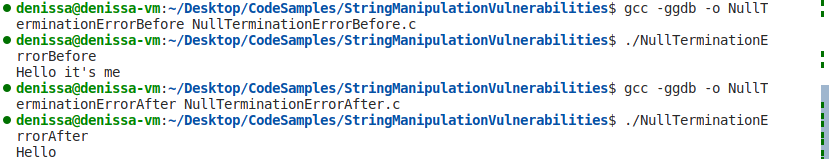 denissa@denissa-vm:~/Desktop/CodeSamples/StringManipulationVulnerabilities$ gcc -ggdb -o NullT
erminationErrorBefore NullTerminationErrorBefore.c
denissa@denissa-vm:~/Desktop/CodeSamples/StringManipulationVulnerabilities$ ./NullTerminationE
rrorBefore
Hello it's me
denissa@denissa-vm:~/Desktop/CodeSamples/StringManipulationVulnerabilities$ gcc -ggdb -o NullT
erminationErrorAfter NullTerminationErrorAfter.c
denissa@denissa-vm:~/Desktop/CodeSamples/StringManipulationVulnerabilities$ ./NullTerminationE
rrorAfter
Hello